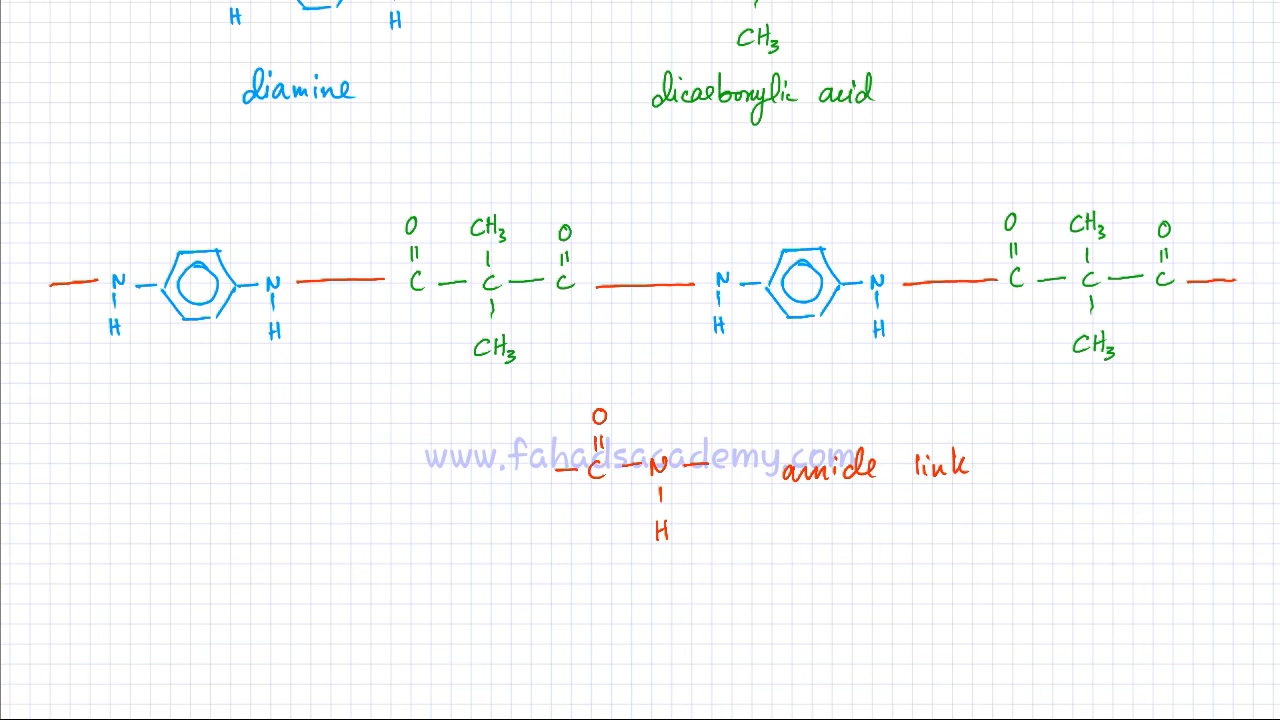 H H
CH3
diamine dicarboxylic acid
O CH3 O O CH3 O
N N C C C N N C C C
H H H H
CH3 CH3
O
www.fahadsacademy.com
C N amide link
H